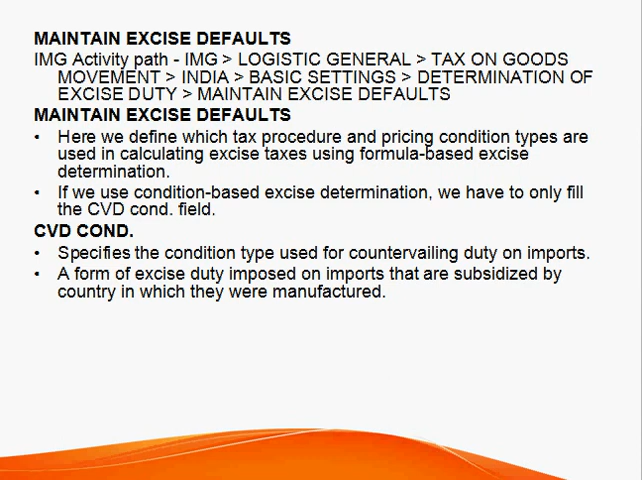 MAINTAIN EXCISE DEFAULTS
IMG Activity path - IMG > LOGISTIC GENERAL > TAX ON GOODS
MOVEMENT > INDIA > BASIC SETTINGS > DETERMINATION OF
EXCISE DUTY > MAINTAIN EXCISE DEFAULTS
MAINTAIN EXCISE DEFAULTS
• Here we define which tax procedure and pricing condition types are
used in calculating excise taxes using formula-based excise
determination.
• If we use condition-based excise determination, we have to only fill
the CVD cond. field.
CVD COND.
• Specifies the condition type used for countervailing duty on imports.
• A form of excise duty imposed on imports that are subsidized by
country in which they were manufactured.